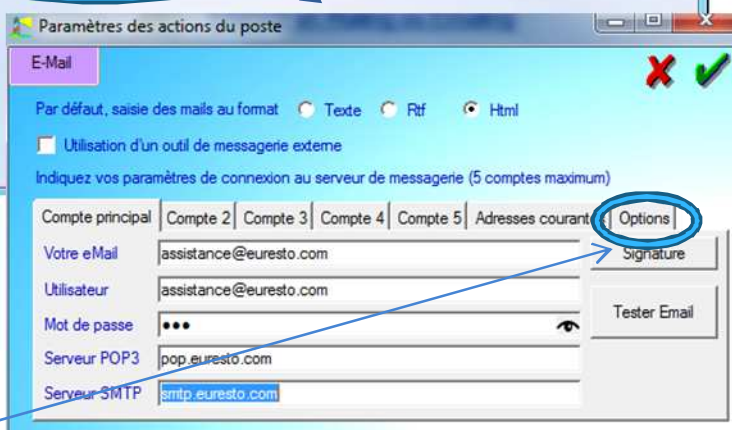 Paramètres des actions du poste
E-Mail
Par défaut, saisie des mails au format Texte Rtf Html
Utilisation d'un outil de messagerie externe
Indiquez vos paramètres de connexion au serveur de messagerie (5 comptes maximum)
Compte principal Compte 2 Compte 3 Compte 4 Compte 5 Adresses courantes Options
Votre eMail assistance@euresto.com Signature
Utilisateur assistance@euresto.com
Mot de passe ●●● Tester Email
Serveur POP3 pop.euresto.com
Serveur SMTP smtp.euresto.com